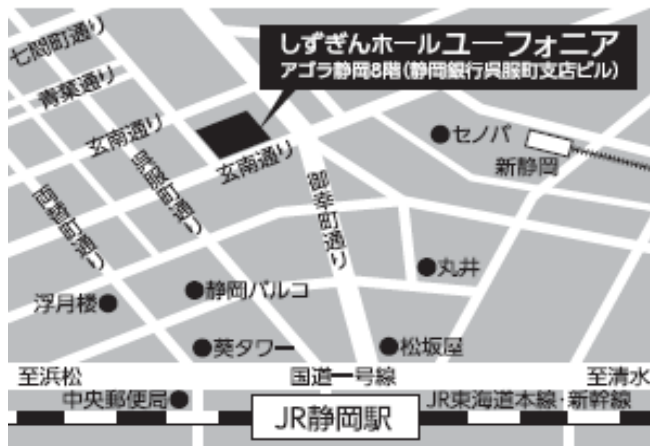 しずぎんホールユーフォニア
アゴラ静岡8階(静岡銀行呉服町支店ビル)
七間町通り
青葉通り
玄南通り
呉服町通り
玄南通り
両替町通り
御幸町通り
セノバ
新静岡
丸井
静岡パルコ
浮月楼
葵タワー
松坂屋
至浜松
国道一号線
至清水
中央郵便局
JR静岡駅
JR東海道本線・新幹線